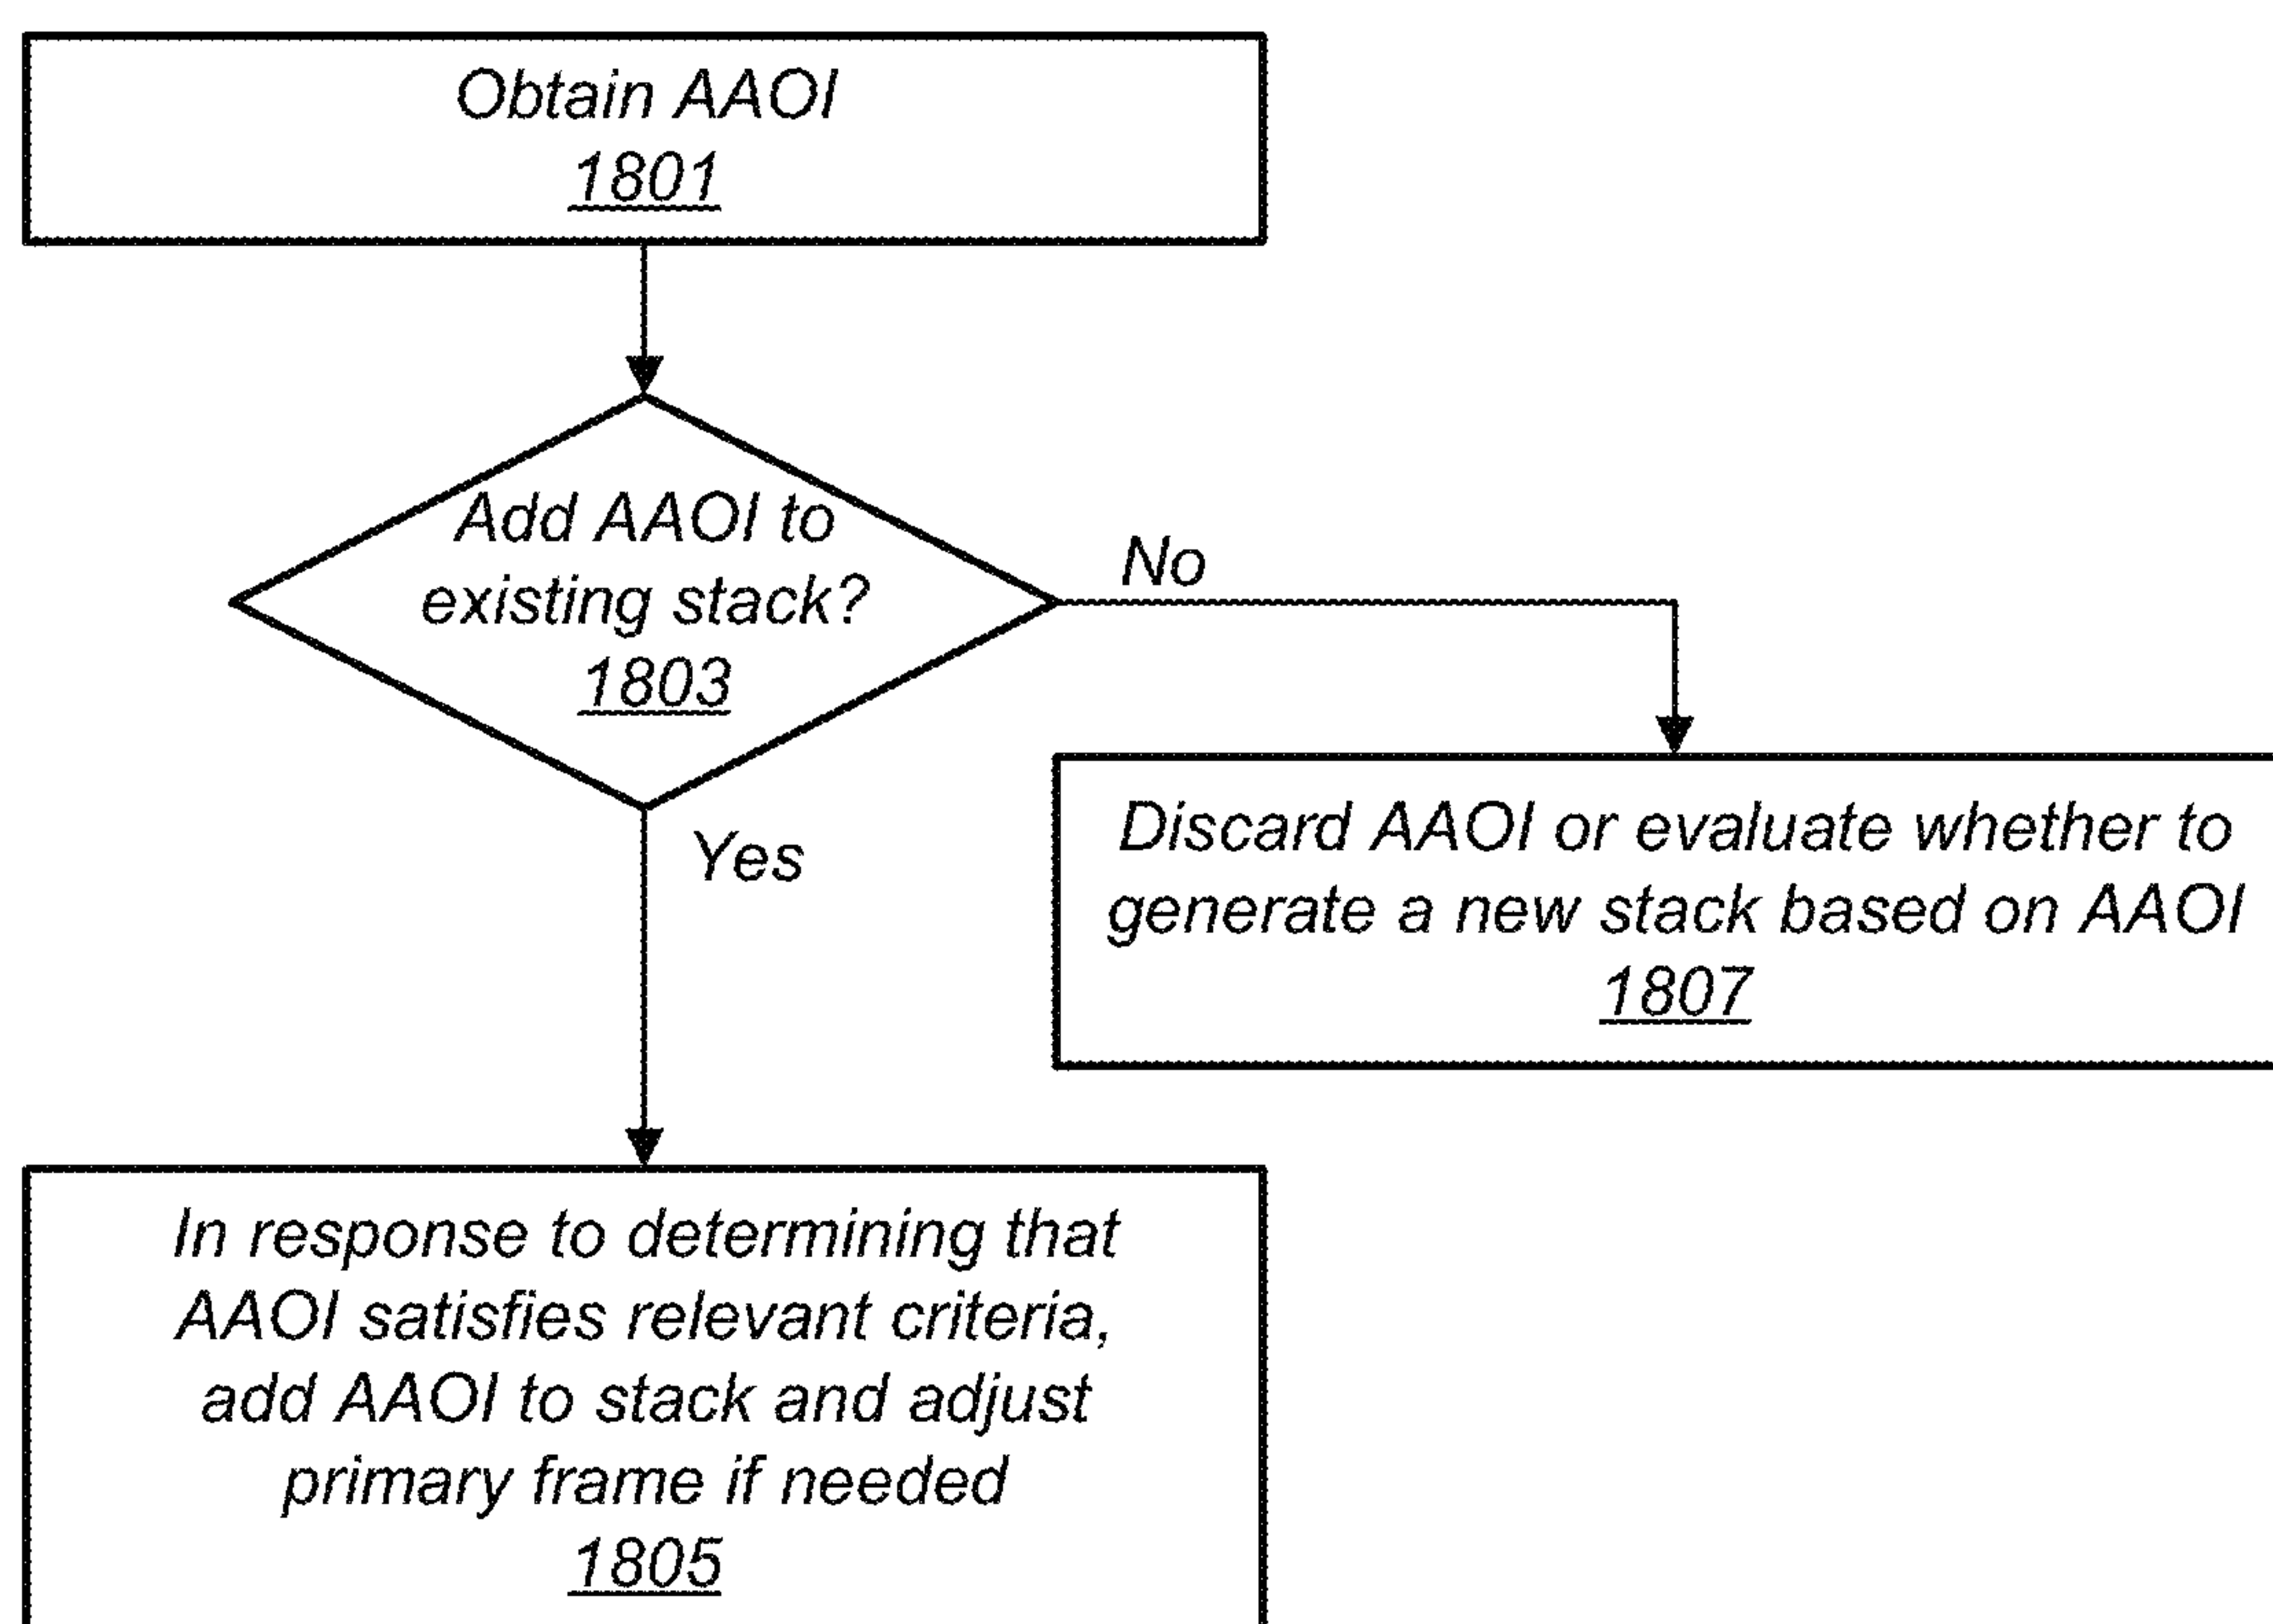 Obtain AAOI
1801
Add AAOI to
existing stack?
1803
No
Yes
Discard AAOI or evaluate whether to
generate a new stack based on AAOI
1807
In response to determining that
AAOI satisfies relevant criteria,
add AAOI to stack and adjust
primary frame if needed
1805